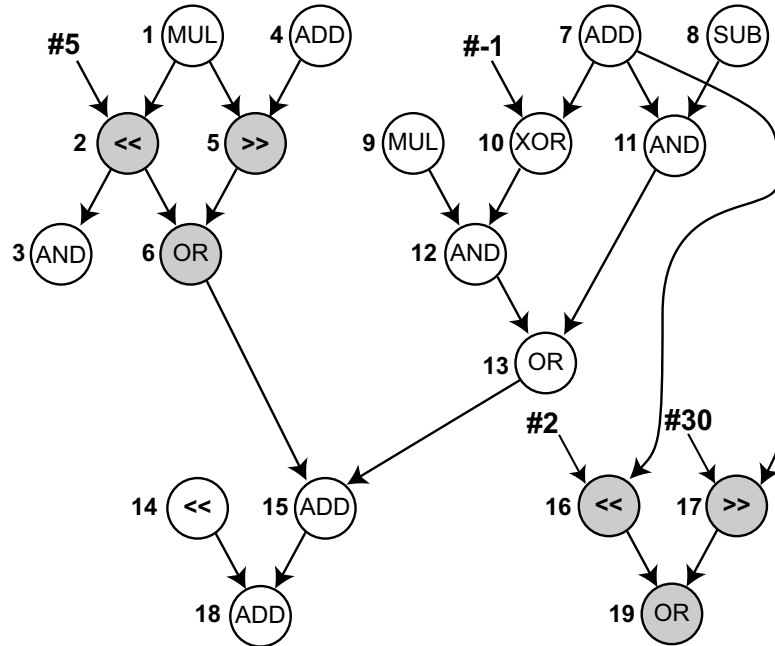 #5 1 MUL 4 ADD #-1 7 ADD 8 SUB
2 << 5 >> 9 MUL 10 XOR 11 AND
3 AND 6 OR 12 AND
13 OR
#2 #30
14 << 15 ADD 16 << 17 >>
18 ADD 19 OR